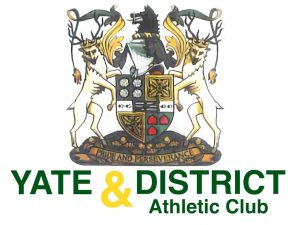 PRIDE AND PERSEVERANCE
YATE & DISTRICT
Athletic Club